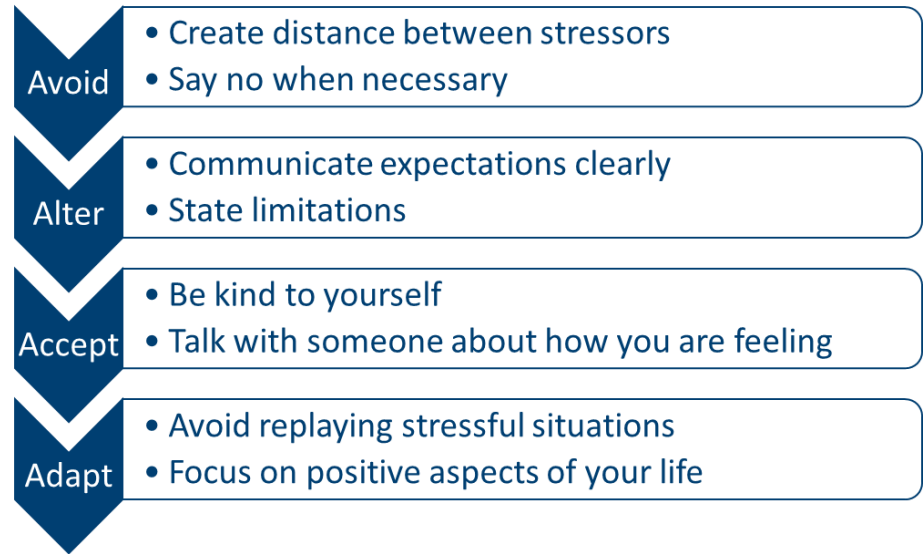 Avoid
• Create distance between stressors
• Say no when necessary
Alter
• Communicate expectations clearly
• State limitations
Accept
• Be kind to yourself
• Talk with someone about how you are feeling
Adapt
• Avoid replaying stressful situations
• Focus on positive aspects of your life